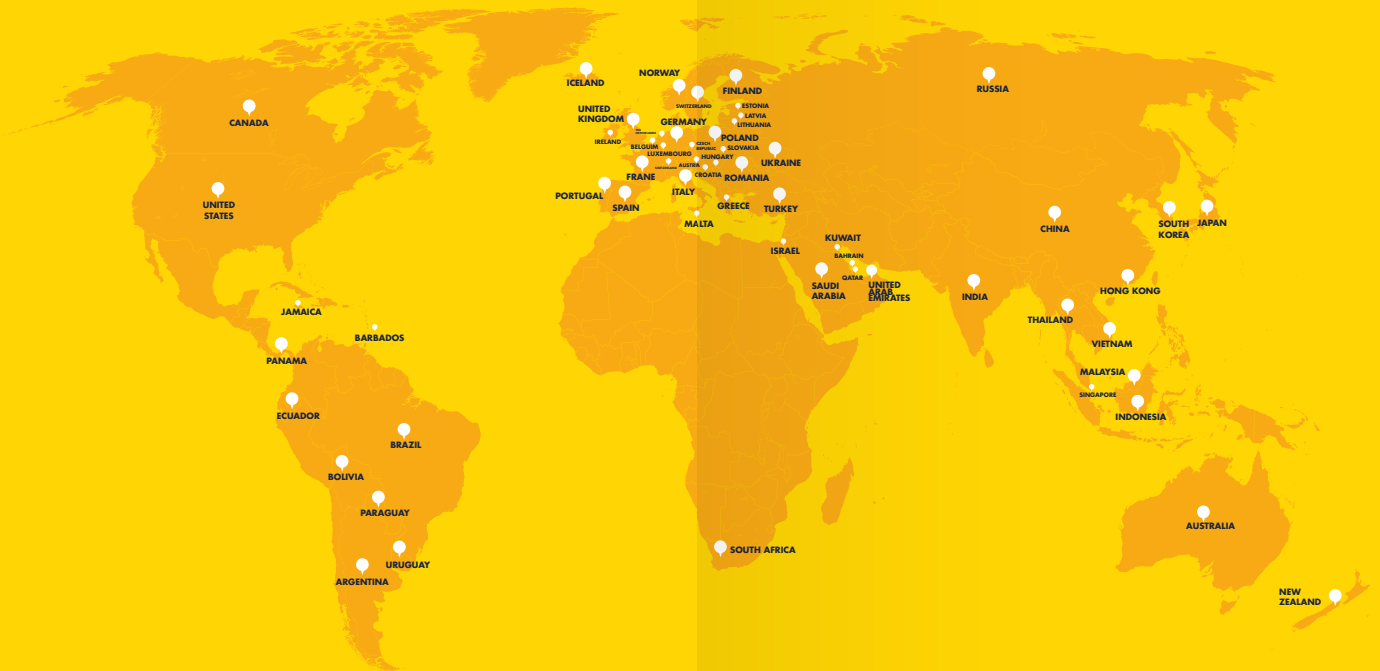 NORWAY
ICELAND
FINLAND
RUSSIA
SWITZERLAND
ESTONIA
UNITED
KINGDOM
LATVIA
CANADA
GERMANY
LITHUANIA
IRELAND
POLAND
BELGUIM
CZECH
REPUBLIC
SLOVAKIA
LUXEMBOURG
HUNGARY
UKRAINE
AUSTRIA
FRANE
CROATIA
ROMANIA
ITALY
PORTUGAL
SPAIN
GREECE
TURKEY
UNITED
STATES
MALTA
CHINA
SOUTH
KOREA
JAPAN
KUWAIT
ISRAEL
BAHRAIN
QATAR
SAUDI
ARABIA
UNITED
ARAB
EMIRATES
INDIA
HONG KONG
JAMAICA
THAILAND
BARBADOS
VIETNAM
PANAMA
MALAYSIA
SINGAPORE
ECUADOR
INDONESIA
BRAZIL
BOLIVIA
PARAGUAY
AUSTRALIA
SOUTH AFRICA
URUGUAY
ARGENTINA
NEW
ZEALAND